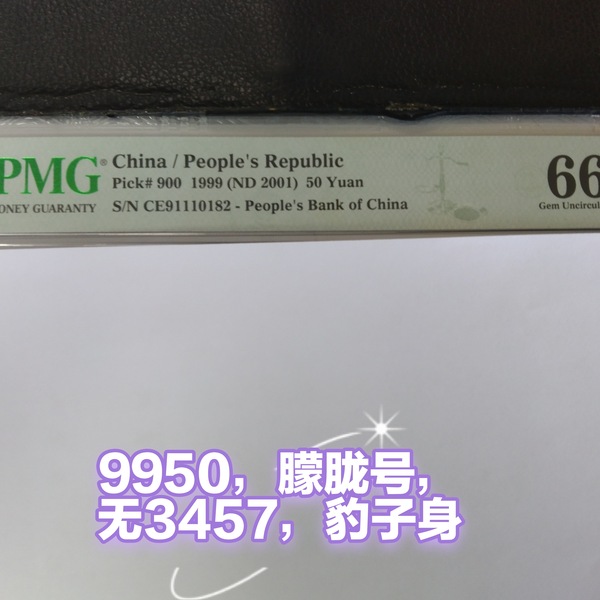 PMG® China / People's Republic
Pick# 900 1999 (ND 2001) 50 Yuan
S/N CE91110182 - People's Bank of China
66
9950，朦胧号，
无3457，豹子身